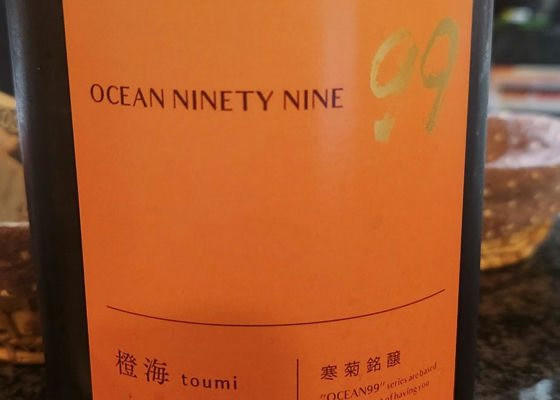 OCEAN NINETY NINE 99
橙海 toumi
寒菊銘醸
"OCEAN99" series are based
of having you